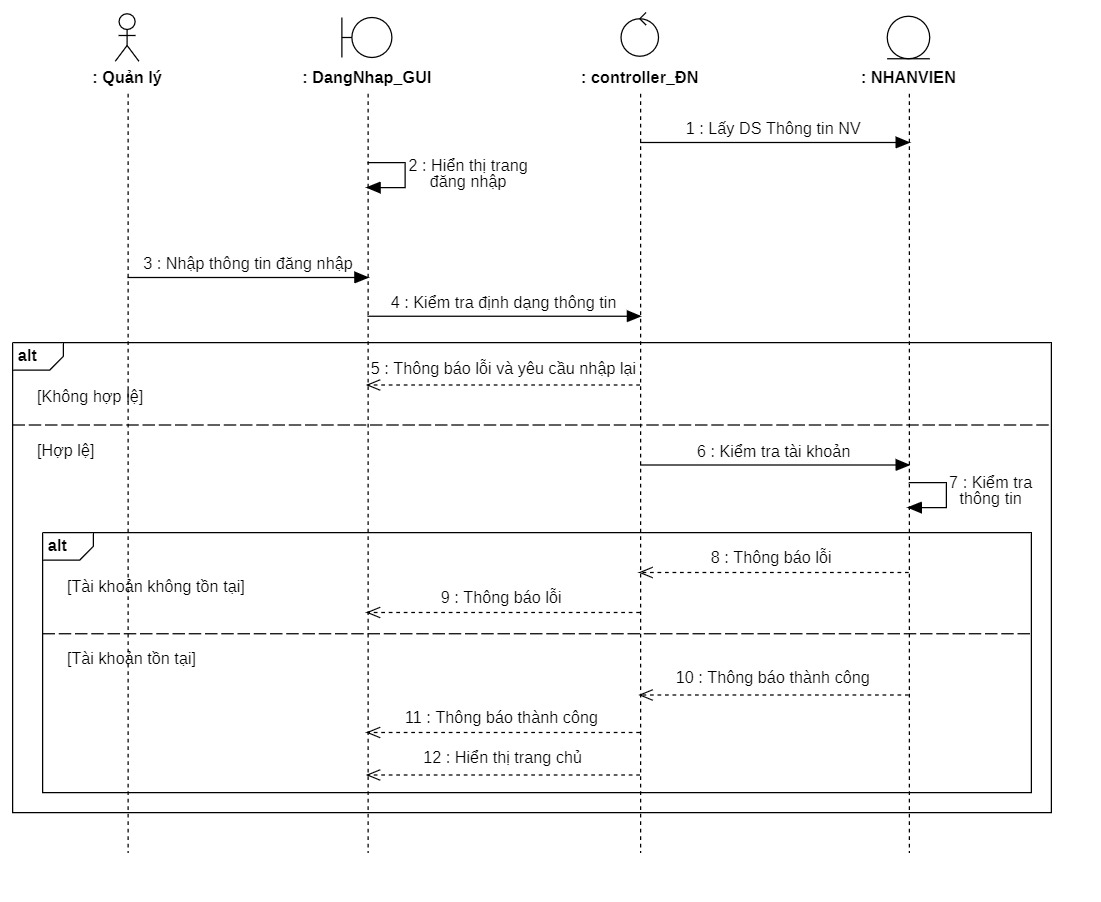 : Quản lý
: DangNhap_GUI
: controller_ĐN
: NHANVIEN
1 : Lấy DS Thông tin NV
2 : Hiển thị trang
đăng nhập
3 : Nhập thông tin đăng nhập
4 : Kiểm tra định dạng thông tin
alt
5 : Thông báo lỗi và yêu cầu nhập lại
[Không hợp lệ]
[Hợp lệ]
6 : Kiểm tra tài khoản
7 : Kiểm tra
thông tin
alt
8 : Thông báo lỗi
[Tài khoản không tồn tại]
9 : Thông báo lỗi
[Tài khoản tồn tại]
10 : Thông báo thành công
11 : Thông báo thành công
12 : Hiển thị trang chủ